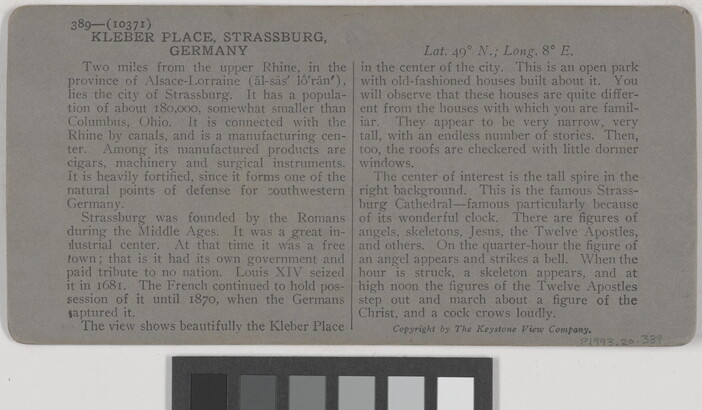 389—(10371)
KLEBER PLACE, STRASSBURG,
GERMANY
Two miles from the upper Rhine, in the
province of Alsace-Lorraine (ăl-sȧs′ lō′rān′),
lies the city of Strassburg. It has a popula-
tion of about 180,000, somewhat smaller than
Columbus, Ohio. It is connected with the
Rhine by canals, and is a manufacturing cen-
ter. Among its manufactured products are
cigars, machinery and surgical instruments.
It is heavily fortified, since it forms one of the
natural points of defense for southwestern
Germany.
Strassburg was founded by the Romans
during the Middle Ages. It was a great in-
dustrial center. At that time it was a free
town; that is it had its own government and
paid tribute to no nation. Louis XIV seized
it in 1681. The French continued to hold pos-
session of it until 1870, when the Germans
captured it.
The view shows beautifully the Kleber Place
Lat. 49° N.; Long. 8° E.
in the center of the city. This is an open park
with old-fashioned houses built about it. You
will observe that these houses are quite differ-
ent from the houses with which you are famil-
iar. They appear to be very narrow, very
tall, with an endless number of stories. Then,
too, the roofs are checkered with little dormer
windows.
The center of interest is the tall spire in the
right background. This is the famous Strass-
burg Cathedral—famous particularly because
of its wonderful clock. There are figures of
angels, skeletons, Jesus, the Twelve Apostles,
and others. On the quarter-hour the figure of
an angel appears and strikes a bell. When the
hour is struck, a skeleton appears, and at
high noon the figures of the Twelve Apostles
step out and march about a figure of the
Christ, and a cock crows loudly.
Copyright by The Keystone View Company.
P1993.20.389